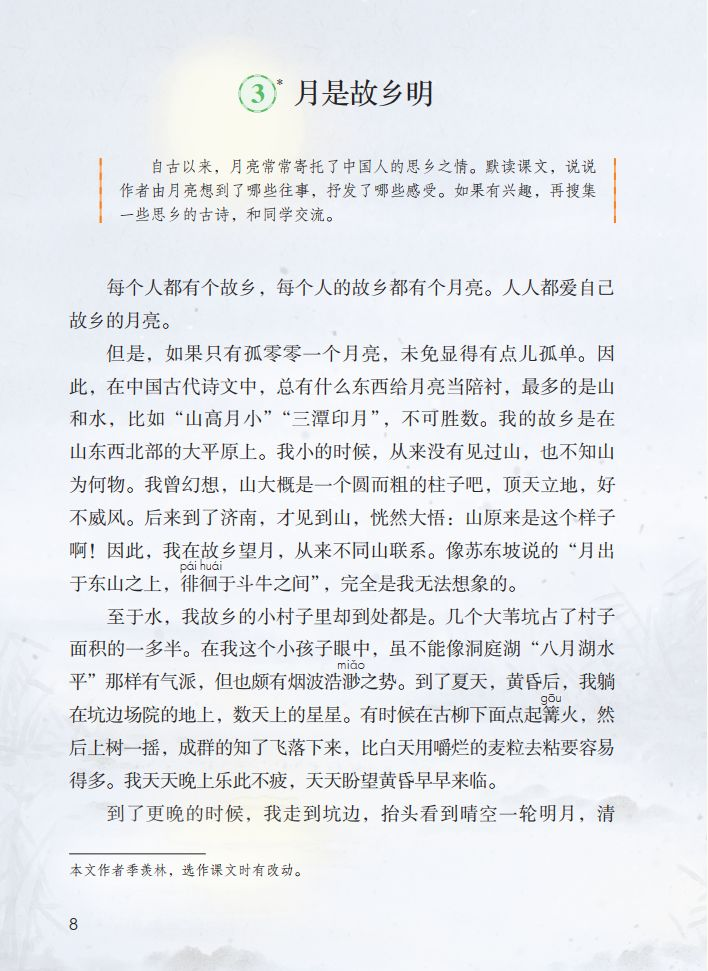 3* 月是故乡明
自古以来，月亮常常寄托了中国人的思乡之情。默读课文，说说
作者由月亮想到了哪些往事，抒发了哪些感受。如果有兴趣，再搜集
一些思乡的古诗，和同学交流。
每个人都有个故乡，每个人的故乡都有个月亮。人人都爱自己
故乡的月亮。
但是，如果只有孤零零一个月亮，未免显得有点儿孤单。因
此，在中国古代诗文中，总有什么东西给月亮当陪衬，最多的是山
和水，比如“山高月小”“三潭印月”，不可胜数。我的故乡是在
山东西北部的大平原上。我小的时候，从来没有见过山，也不知山
为何物。我曾幻想，山大概是一个圆而粗的柱子吧，顶天立地，好
不威风。后来到了济南，才见到山，恍然大悟：山原来是这个样子
啊！因此，我在故乡望月，从来不同山联系。像苏东坡说的“月出
pái huái
于东山之上，徘徊于斗牛之间”，完全是我无法想象的。
至于水，我故乡的小村子里却到处都是。几个大苇坑占了村子
面积的一多半。在我这个小孩子眼中，虽不能像洞庭湖“八月湖水
miǎo
平”那样有气派，但也颇有烟波浩渺之势。到了夏天，黄昏后，我躺
gōu
在坑边场院的地上，数天上的星星。有时候在古柳下面点起篝火，然
后上树一摇，成群的知了飞落下来，比白天用嚼烂的麦粒去粘要容易
得多。我天天晚上乐此不疲，天天盼望黄昏早早来临。
到了更晚的时候，我走到坑边，抬头看到晴空一轮明月，清
本文作者季羡林，选作课文时有改动。
8